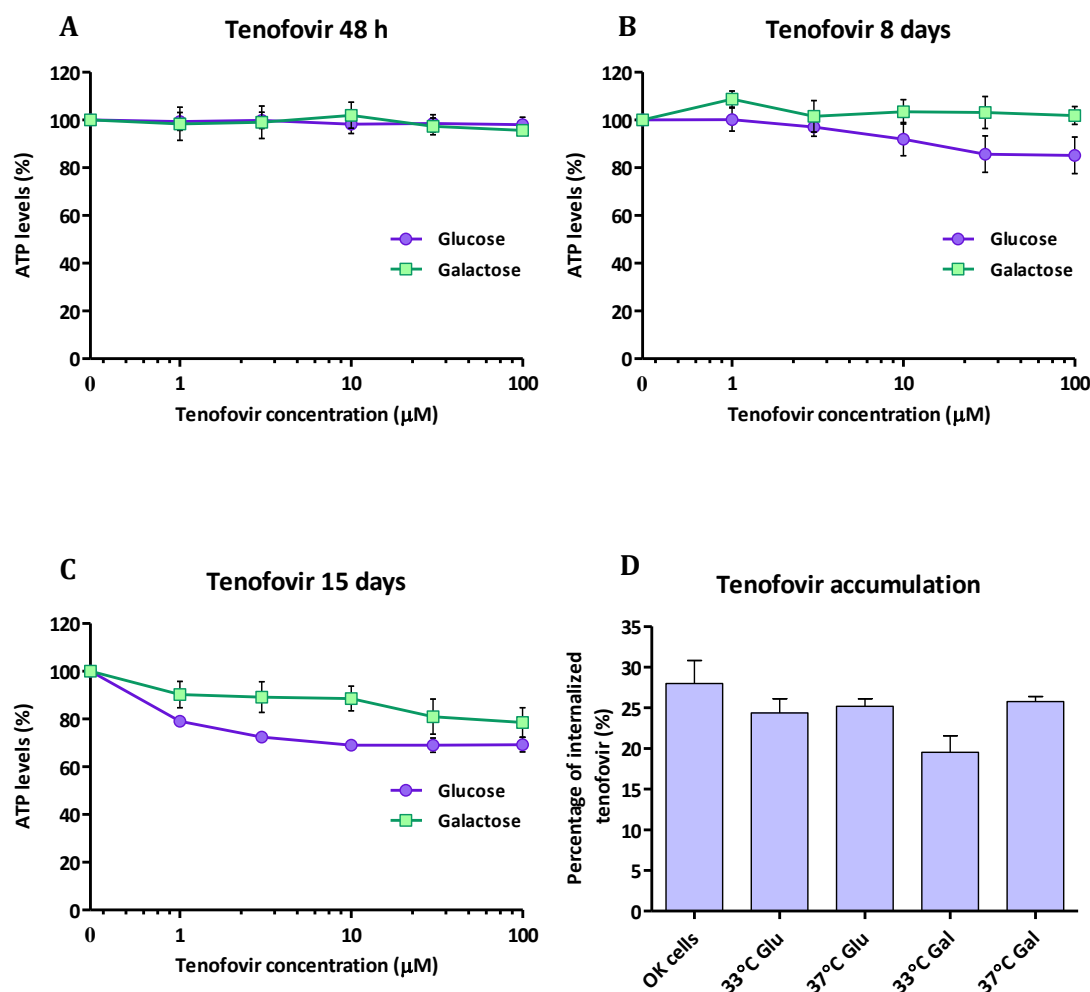 A
Tenofovir 48 h
120
100
80
60
40
20
0
ATP levels (%)
Glucose
Galactose
0 1 10 100
Tenofovir concentration (μM)
B
Tenofovir 8 days
120
100
80
60
40
20
0
ATP levels (%)
Glucose
Galactose
0 1 10 100
Tenofovir concentration (μM)
C
Tenofovir 15 days
120
100
80
60
40
20
0
ATP levels (%)
Glucose
Galactose
0 1 10 100
Tenofovir concentration (μM)
D
Tenofovir accumulation
35
30
25
20
15
10
5
0
Percentage of internalized
tenofovir (%)
OK cells
33°C Glu
37°C Glu
33°C Gal
37°C Gal